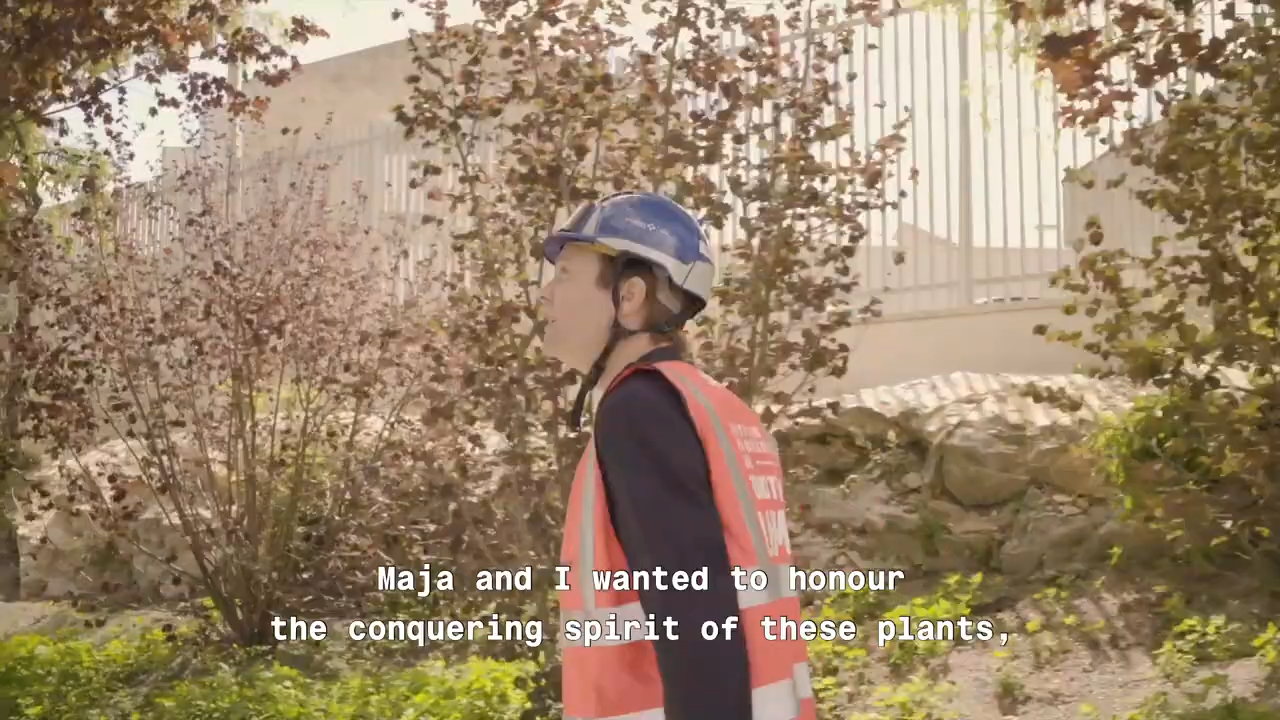 Maja and I wanted to honour
the conquering spirit of these plants,